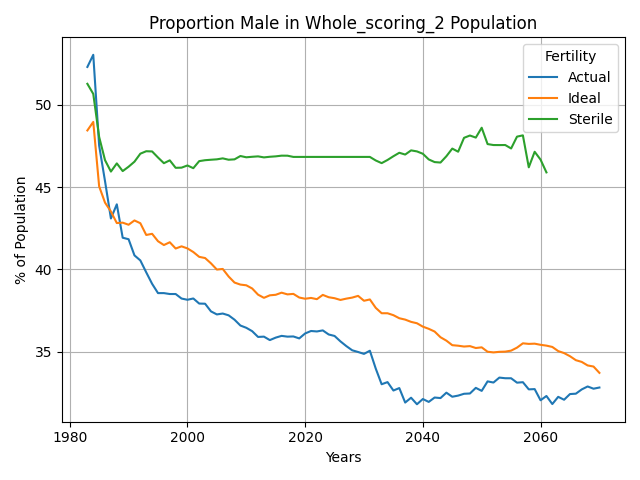 Proportion Male in Whole_scoring_2 Population
Fertility
Actual
Ideal
Sterile
% of Population
50
45
40
35
1980
2000
2020
2040
2060
Years